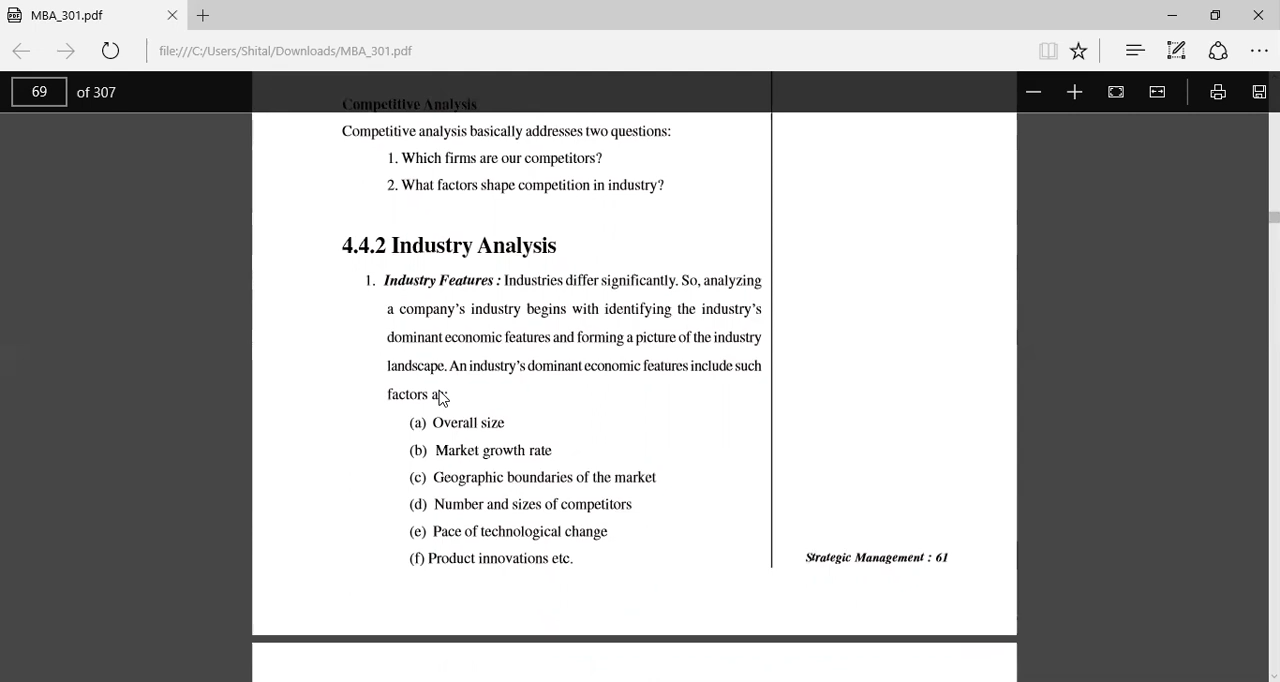 MBA_301.pdf
file:///C:/Users/Shital/Downloads/MBA_301.pdf
69 of 307
Competitive Analysis
Competitive analysis basically addresses two questions:
1. Which firms are our competitors?
2. What factors shape competition in industry?
4.4.2 Industry Analysis
1. Industry Features : Industries differ significantly. So, analyzing
a company's industry begins with identifying the industry's
dominant economic features and forming a picture of the industry
landscape. An industry's dominant economic features include such
factors
(a) Overall size
(b) Market growth rate
(c) Geographic boundaries of the market
(d) Number and sizes of competitors
(e) Pace of technological change
(f) Product innovations etc.
Strategic Management : 61